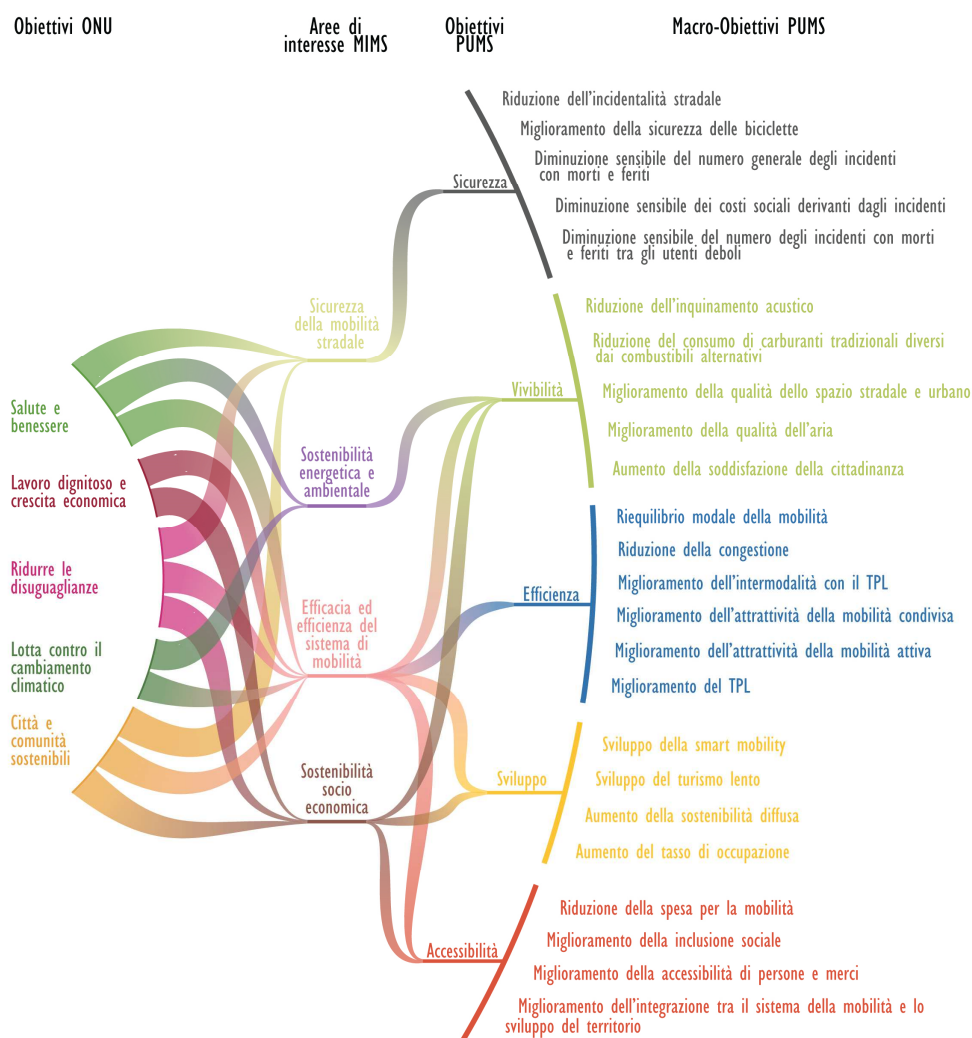 Obiettivi ONU
Aree di
interesse MIMS
Obiettivi
PUMS
Macro-Obiettivi PUMS
Salute e
benessere
Lavoro dignitoso e
crescita economica
Ridurre le
disuguaglianze
Lotta contro il
cambiamento
climatico
Città e
comunità
sostenibili
Sicurezza
della mobilità
stradale
Sostenibilità
energetica e
ambientale
Efficacia ed
efficienza del
sistema di
mobilità
Sostenibilità
socio
economica
Sicurezza
Riduzione dell'incidentalità stradale
Miglioramento della sicurezza delle biciclette
Diminuzione sensibile del numero generale degli incidenti
con morti e feriti
Diminuzione sensibile dei costi sociali derivanti dagli incidenti
Diminuzione sensibile del numero degli incidenti con morti
e feriti tra gli utenti deboli
Vivibilità
Riduzione dell'inquinamento acustico
Riduzione del consumo di carburanti tradizionali diversi
dai combustibili alternativi
Miglioramento della qualità dello spazio stradale e urbano
Miglioramento della qualità dell'aria
Aumento della soddisfazione della cittadinanza
Efficienza
Riequilibrio modale della mobilità
Riduzione della congestione
Miglioramento dell'intermodalità con il TPL
Miglioramento dell'attrattività della mobilità condivisa
Miglioramento dell'attrattività della mobilità attiva
Miglioramento del TPL
Sviluppo
Sviluppo della smart mobility
Sviluppo del turismo lento
Aumento della sostenibilità diffusa
Aumento del tasso di occupazione
Accessibilità
Riduzione della spesa per la mobilità
Miglioramento della inclusione sociale
Miglioramento della accessibilità di persone e merci
Miglioramento dell'integrazione tra il sistema della mobilità e lo
sviluppo del territorio